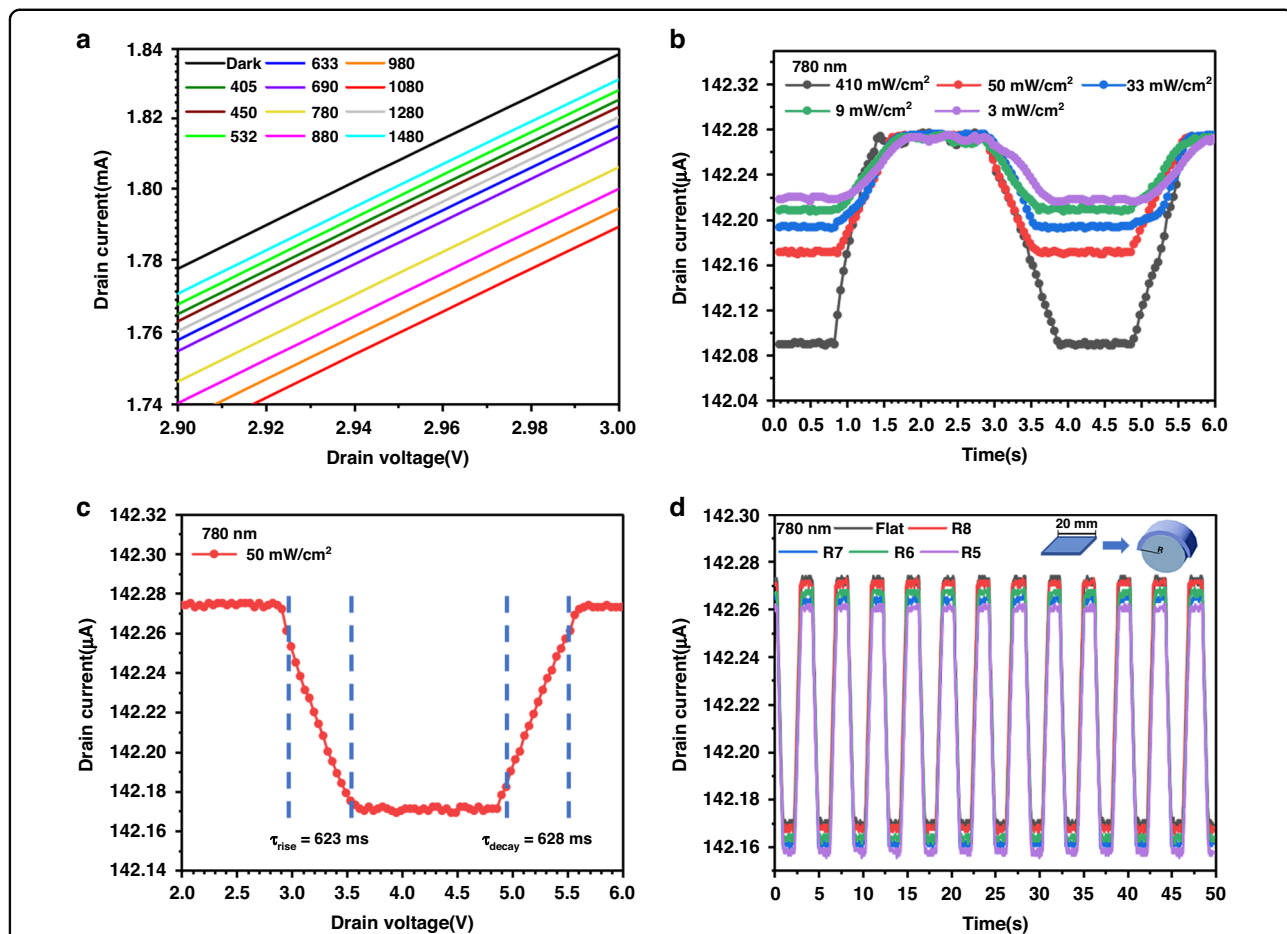 a
1.84
1.82
1.80
1.78
1.76
1.74
Drain current(mA)
Dark 633 980
405 690 1080
450 780 1280
532 880 1480
2.90 2.92 2.94 2.96 2.98 3.00
Drain voltage(V)
b
142.32
142.28
142.24
142.20
142.16
142.12
142.08
142.04
Drain current(μA)
780 nm
410 mW/cm² 50 mW/cm² 33 mW/cm²
9 mW/cm² 3 mW/cm²
0.0 0.5 1.0 1.5 2.0 2.5 3.0 3.5 4.0 4.5 5.0 5.5 6.0
Time(s)
c
142.32
142.30
142.28
142.26
142.24
142.22
142.20
142.18
142.16
142.14
Drain current(μA)
780 nm
50 mW/cm²
τrise = 623 ms τdecay = 628 ms
2.0 2.5 3.0 3.5 4.0 4.5 5.0 5.5 6.0
Drain voltage(V)
d
142.30
142.28
142.26
142.24
142.22
142.20
142.18
142.16
Drain current(μA)
780 nm Flat R8
R7 R6 R5
20 mm
R
0 5 10 15 20 25 30 35 40 45 50
Time(s)